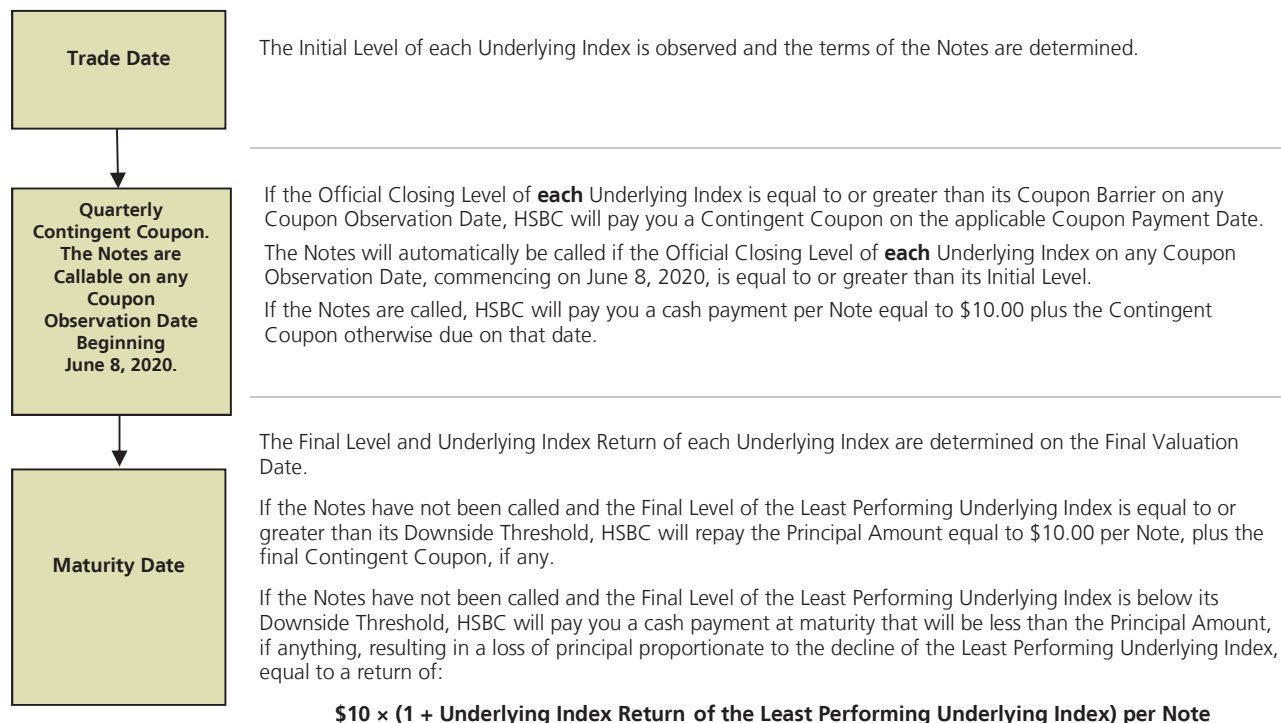 Trade Date
The Initial Level of each Underlying Index is observed and the terms of the Notes are determined.
Quarterly
Contingent Coupon.
The Notes are
Callable on any
Coupon
Observation Date
Beginning
June 8, 2020.
If the Official Closing Level of each Underlying Index is equal to or greater than its Coupon Barrier on any
Coupon Observation Date, HSBC will pay you a Contingent Coupon on the applicable Coupon Payment Date.
The Notes will automatically be called if the Official Closing Level of each Underlying Index on any Coupon
Observation Date, commencing on June 8, 2020, is equal to or greater than its Initial Level.
If the Notes are called, HSBC will pay you a cash payment per Note equal to $10.00 plus the Contingent
Coupon otherwise due on that date.
Maturity Date
The Final Level and Underlying Index Return of each Underlying Index are determined on the Final Valuation
Date.
If the Notes have not been called and the Final Level of the Least Performing Underlying Index is equal to or
greater than its Downside Threshold, HSBC will repay the Principal Amount equal to $10.00 per Note, plus the
final Contingent Coupon, if any.
If the Notes have not been called and the Final Level of the Least Performing Underlying Index is below its
Downside Threshold, HSBC will pay you a cash payment at maturity that will be less than the Principal Amount,
if anything, resulting in a loss of principal proportionate to the decline of the Least Performing Underlying Index,
equal to a return of:
$10 × (1 + Underlying Index Return of the Least Performing Underlying Index) per Note